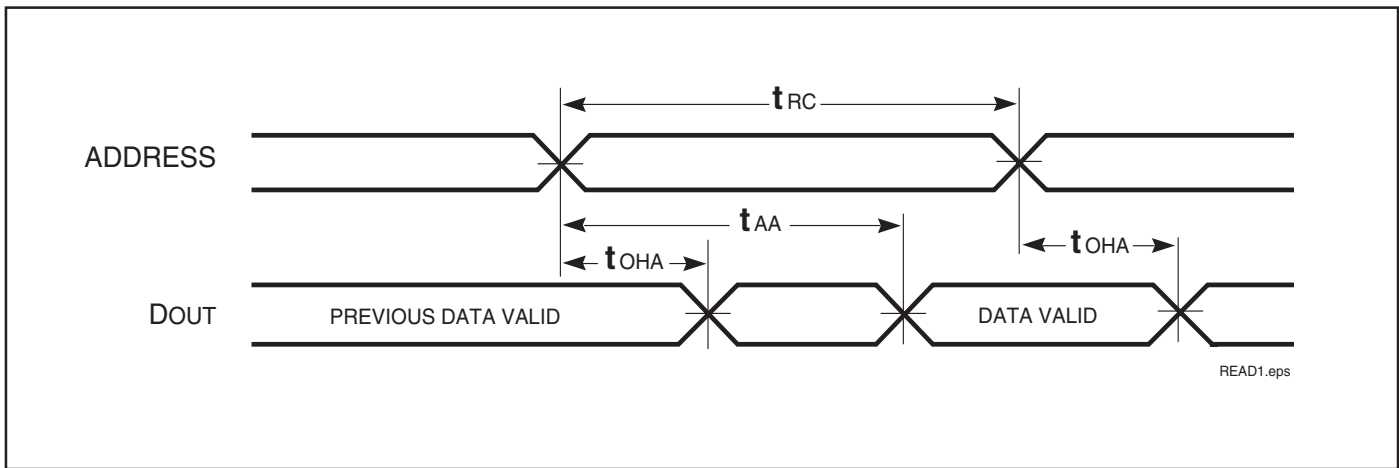 tRC
ADDRESS
tAA
tOHA
tOHA
DOUT
PREVIOUS DATA VALID
DATA VALID
READ1.eps